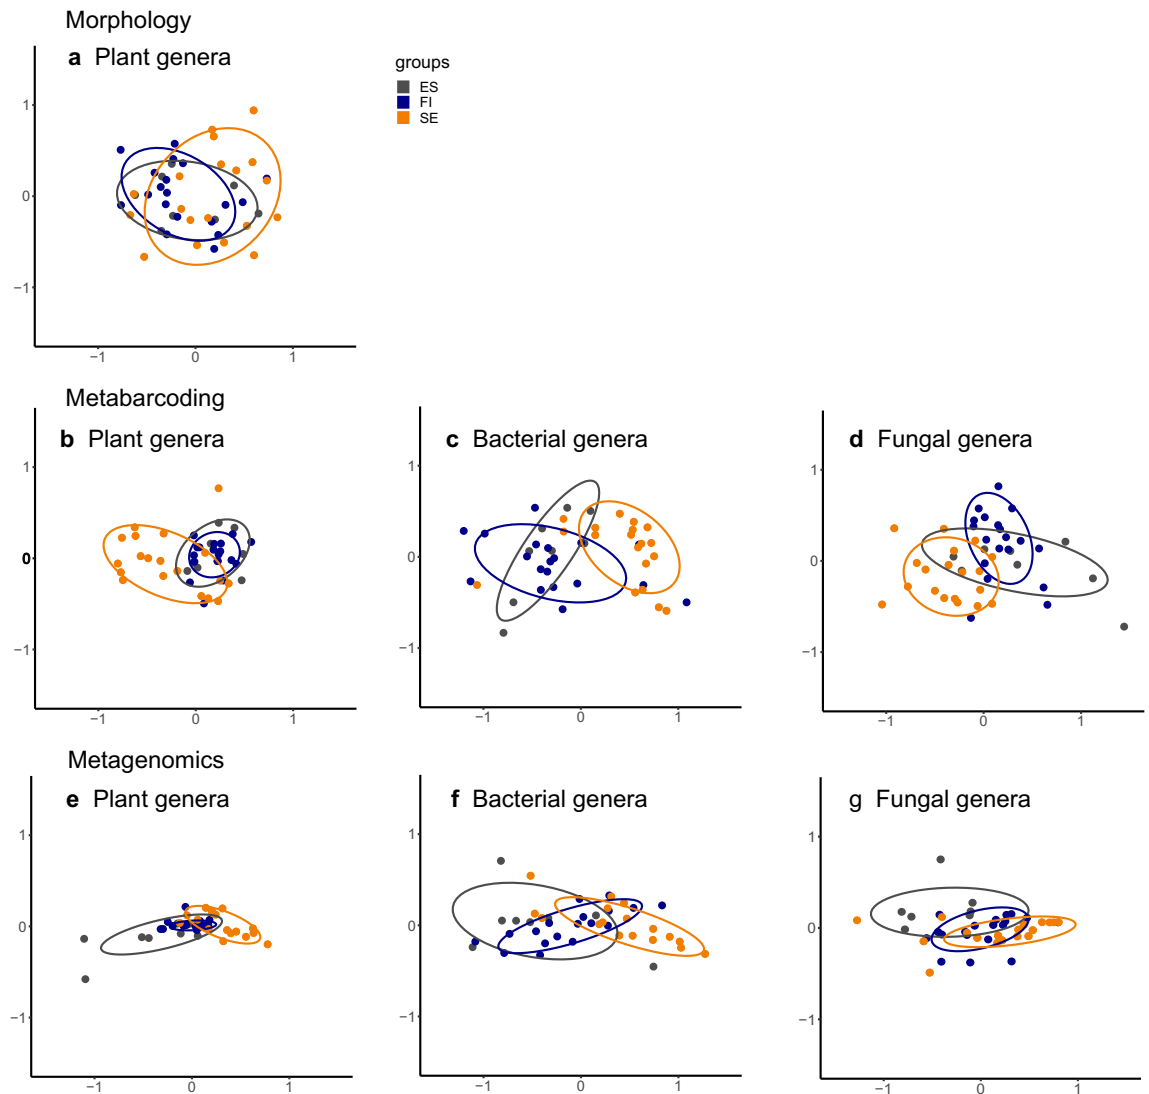 Morphology
a Plant genera
groups
ES
FI
SE
1
0
−1
−1 0 1
Metabarcoding
b Plant genera
1
0
−1
−1 0 1
c Bacterial genera
1
0
−1
−1 0 1
d Fungal genera
1
0
−1
−1 0 1
Metagenomics
e Plant genera
1
0
−1
−1 0 1
f Bacterial genera
1
0
−1
−1 0 1
g Fungal genera
1
0
−1
−1 0 1